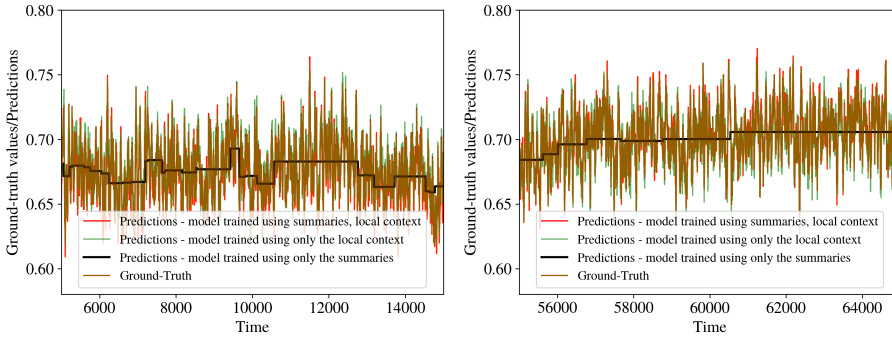 0.80
0.75
0.70
0.65
0.60
Ground-truth values/Predictions
Predictions - model trained using summaries, local context
Predictions - model trained using only the local context
Predictions - model trained using only the summaries
Ground-Truth
6000 8000 10000 12000 14000
Time
0.80
0.75
0.70
0.65
0.60
Ground-truth values/Predictions
Predictions - model trained using summaries, local context
Predictions - model trained using only the local context
Predictions - model trained using only the summaries
Ground-Truth
56000 58000 60000 62000 64000
Time